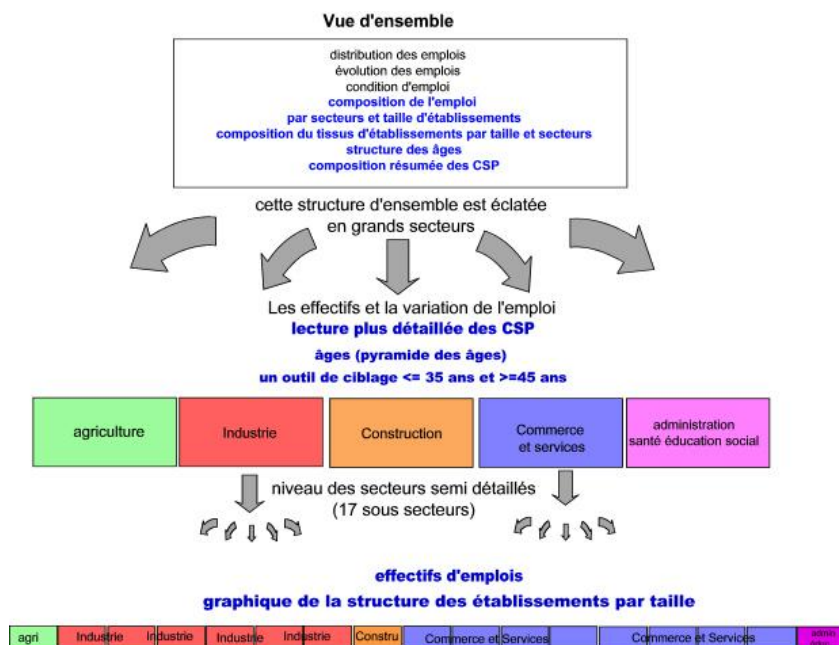 Vue d'ensemble
distribution des emplois
évolution des emplois
condition d'emploi
composition de l'emploi
par secteurs et taille d'établissements
composition du tissus d'établissements par taille et secteurs
structure des âges
composition résumée des CSP
cette structure d'ensemble est éclatée
en grands secteurs
Les effectifs et la variation de l'emploi
lecture plus détaillée des CSP
âges (pyramide des âges)
un outil de ciblage <= 35 ans et >=45 ans
agriculture
Industrie
Construction
Commerce
et services
administration
santé éducation social
niveau des secteurs semi détaillés
(17 sous secteurs)
effectifs d'emplois
graphique de la structure des établissements par taille
agri Industrie Industrie Industrie Industrie Constru Commerce et Services Commerce et Services admin